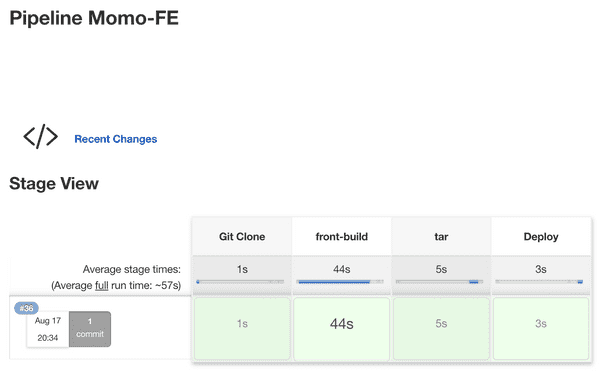 Pipeline Momo-FE
</> Recent Changes
Stage View
Git Clone front-build tar Deploy
Average stage times: 1s 44s 5s 3s
(Average full run time: ~57s)
#36
Aug 17 1
20:34 commit
1s 44s 5s 3s